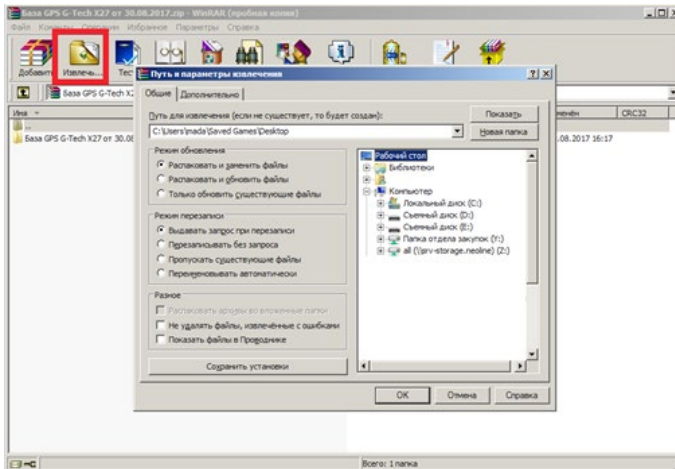 База GPS G-Tech X27 от 30.08.2017.zip - WinRAR (пробная копия)
Файл Команды Операции Избранное Параметры Справка
Добавить Извлечь... Тест
База GPS G-Tech X2
Имя CRC32
..
База GPS G-Tech X27 от 30.08 .08.2017 16:17
Путь и параметры извлечения
Общие Дополнительно
Путь для извлечения (если не существует, то будет создан):
Показать
C:\Users\mada\Saved Games\Desktop
Новая папка
Режим обновления
Распаковать и заменить файлы
Распаковать и обновить файлы
Только обновить существующие файлы
Режим перезаписи
Выдавать запрос при перезаписи
Перезаписывать без запроса
Пропускать существующие файлы
Переименовывать автоматически
Разное
Распаковать архивы во вложенные папки
Не удалять файлы, извлечённые с ошибками
Показать файлы в Проводнике
Сохранить установки
Рабочий стол
Библиотеки
Компьютер
Локальный диск (C:)
Съемный диск (D:)
Съемный диск (E:)
Папка отдела закупок (Y:)
all (\\prv-storage.neoline) (Z:)
OK Отмена Справка
Всего: 1 папка